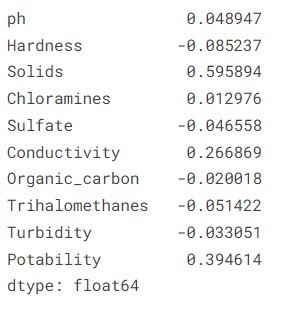 ph 0.048947
Hardness -0.085237
Solids 0.595894
Chloramines 0.012976
Sulfate -0.046558
Conductivity 0.266869
Organic_carbon -0.020018
Trihalomethanes -0.051422
Turbidity -0.033051
Potability 0.394614
dtype: float64